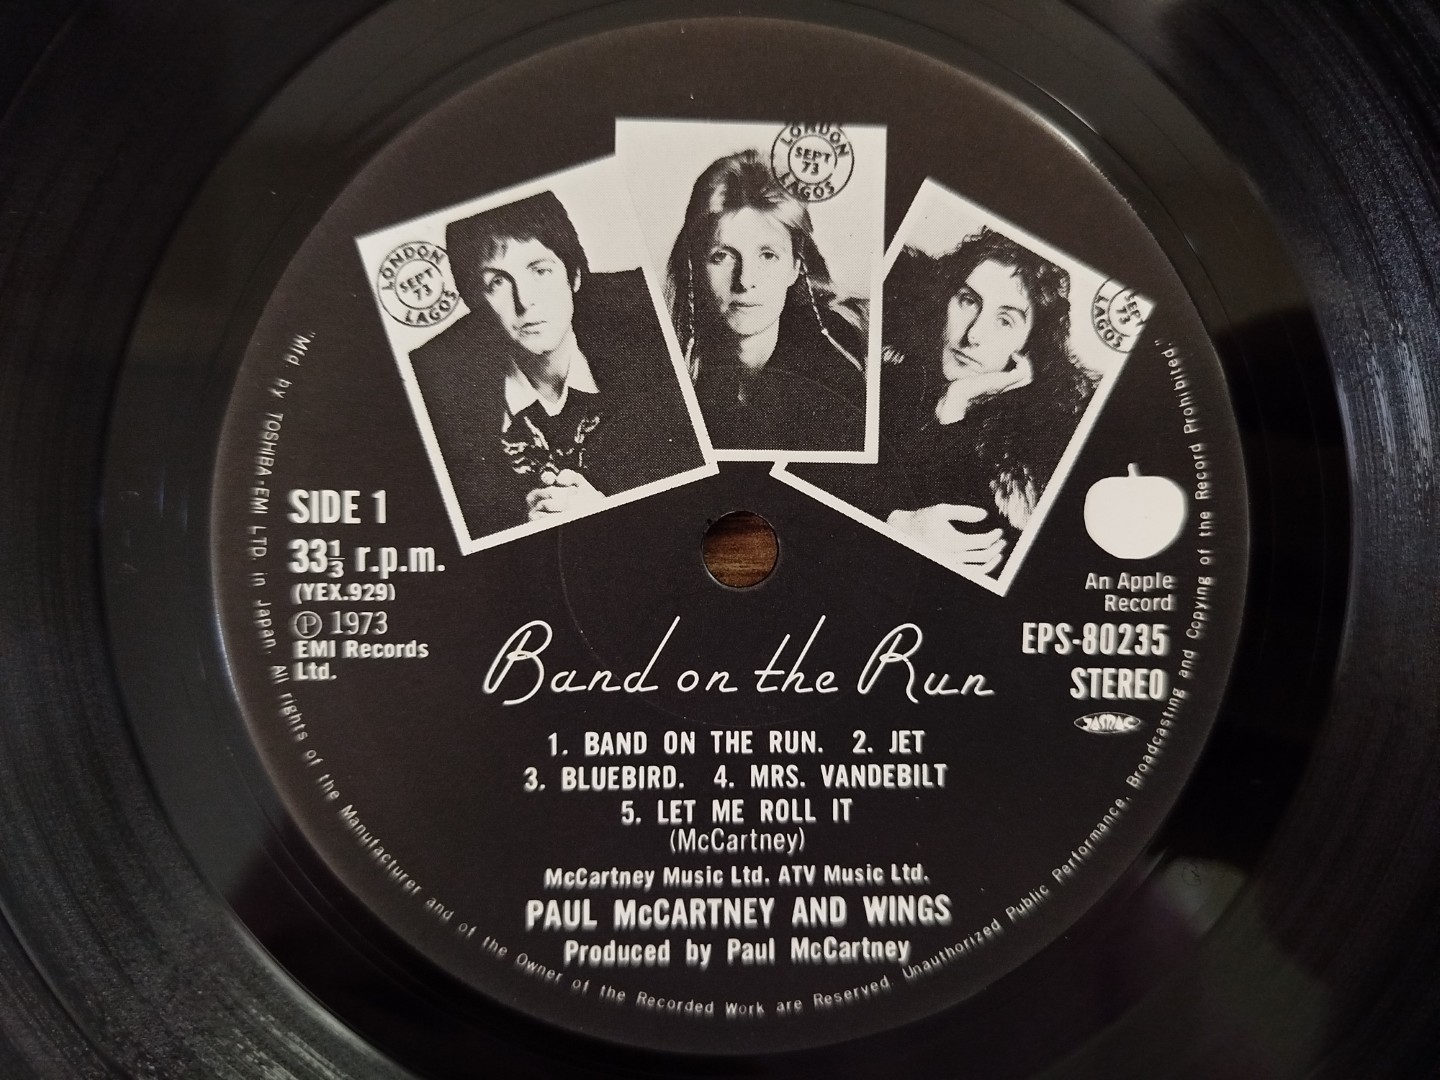 LONDON
SEPT
73
LAGOS
LONDON
SEPT
73
LAGOS
LONDON
SEPT
73
LAGOS
SIDE 1
33⅓ r.p.m.
(YEX.929)
Ⓟ 1973
EMI Records
Ltd.
An Apple
Record
EPS-80235
STEREO
JASRAC
Band on the Run
1. BAND ON THE RUN. 2. JET
3. BLUEBIRD. 4. MRS. VANDEBILT
5. LET ME ROLL IT
(McCartney)
McCartney Music Ltd. ATV Music Ltd.
PAUL McCARTNEY AND WINGS
Produced by Paul McCartney
"Mfd. by TOSHIBA-EMI LTD. in Japan. All rights of the Manufacturer and of the Owner of the Recorded Work are Reserved. Unauthorized Public Performance, Broadcasting and Copying of the Record Prohibited."